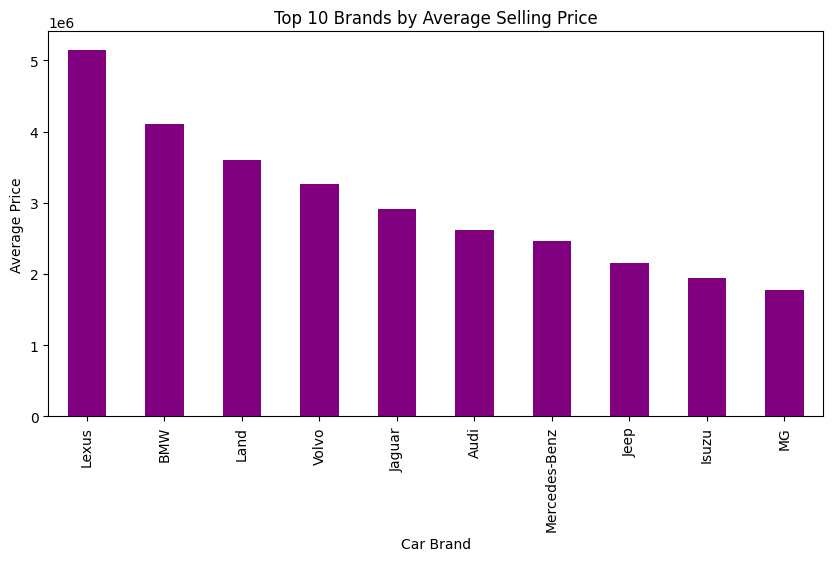 Top 10 Brands by Average Selling Price
1e6
Average Price
5
4
3
2
1
0
Lexus
BMW
Land
Volvo
Jaguar
Audi
Mercedes-Benz
Jeep
Isuzu
MG
Car Brand